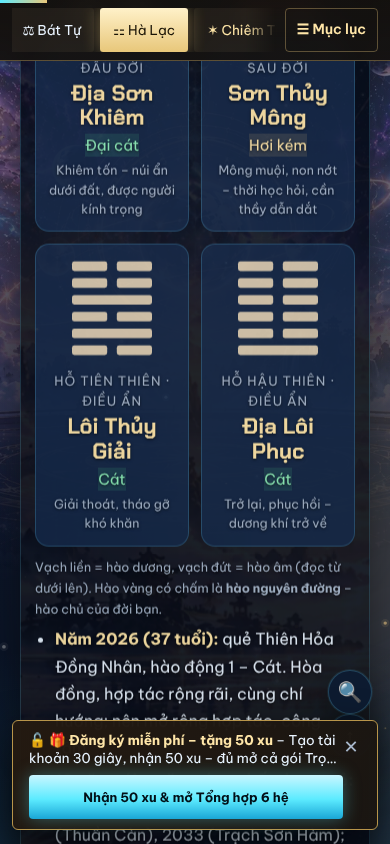 ⚖ Bát Tự
⚏ Hà Lạc
✶ Chiêm T
☰ Mục lục
ĐẦU ĐỜI
Địa Sơn
Khiêm
Đại cát
Khiêm tốn – núi ẩn
dưới đất, được người
kính trọng
SAU ĐỜI
Sơn Thủy
Mông
Hơi kém
Mông muội, non nớt
– thời học hỏi, cần
thầy dẫn dắt
HỖ TIÊN THIÊN ·
ĐIỀU ẨN
Lôi Thủy
Giải
Cát
Giải thoát, tháo gỡ
khó khăn
HỖ HẬU THIÊN ·
ĐIỀU ẨN
Địa Lôi
Phục
Cát
Trở lại, phục hồi –
dương khí trở về
Vạch liền = hào dương, vạch đứt = hào âm (đọc từ
dưới lên). Hào vàng có chấm là hào nguyên đường –
hào chủ của đời bạn.
• Năm 2026 (37 tuổi): quẻ Thiên Hỏa
Đồng Nhân, hào động 1 – Cát. Hòa
đồng, hợp tác rộng rãi, cùng chí
🔓 🎁 Đăng ký miễn phí – tặng 50 xu – Tạo tài
khoản 30 giây, nhận 50 xu – đủ mở cả gói Trọ...
✕
Nhận 50 xu & mở Tổng hợp 6 hệ
(Thuần Càn), 2033 (Trạch Sơn Hàm);